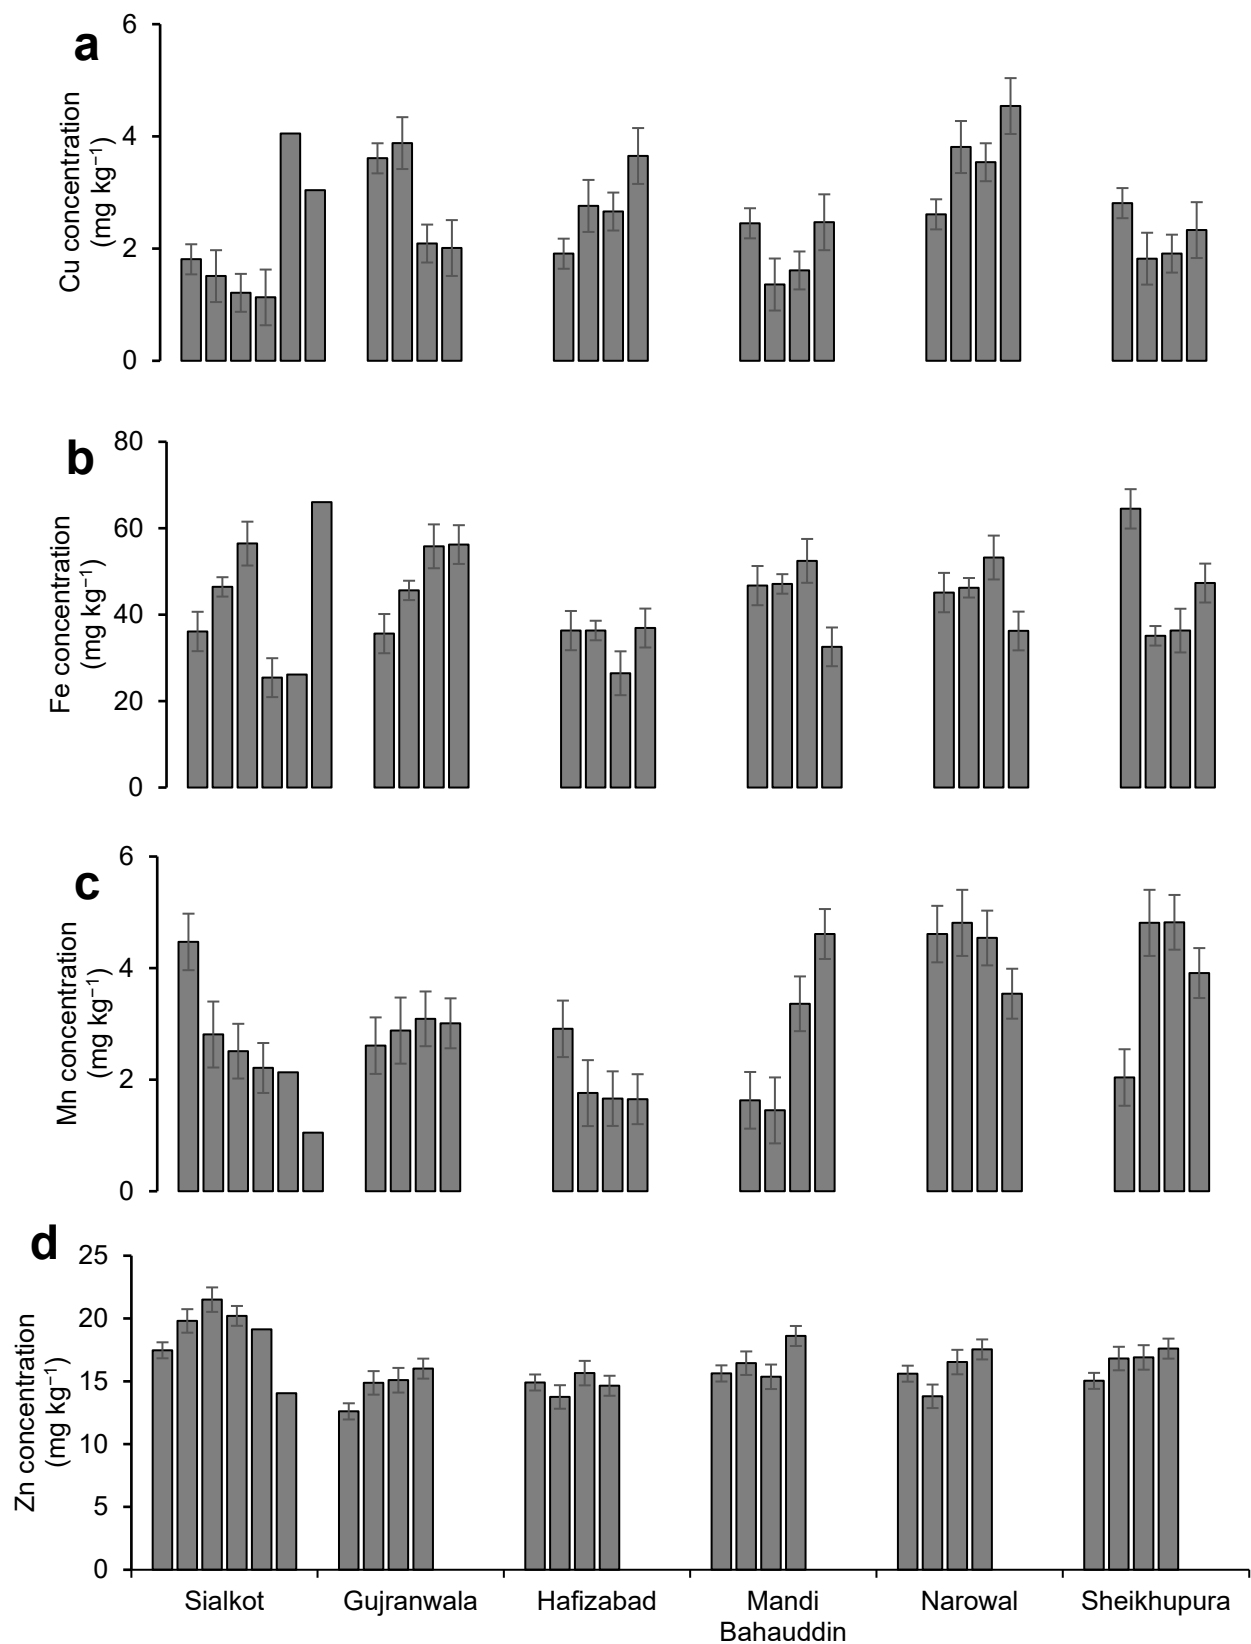 a
Cu concentration
(mg kg⁻¹)
6
4
2
0
b
Fe concentration
(mg kg⁻¹)
80
60
40
20
0
c
Mn concentration
(mg kg⁻¹)
6
4
2
0
d
Zn concentration
(mg kg⁻¹)
25
20
15
10
5
0
Sialkot Gujranwala Hafizabad Mandi Narowal Sheikhupura
Bahauddin